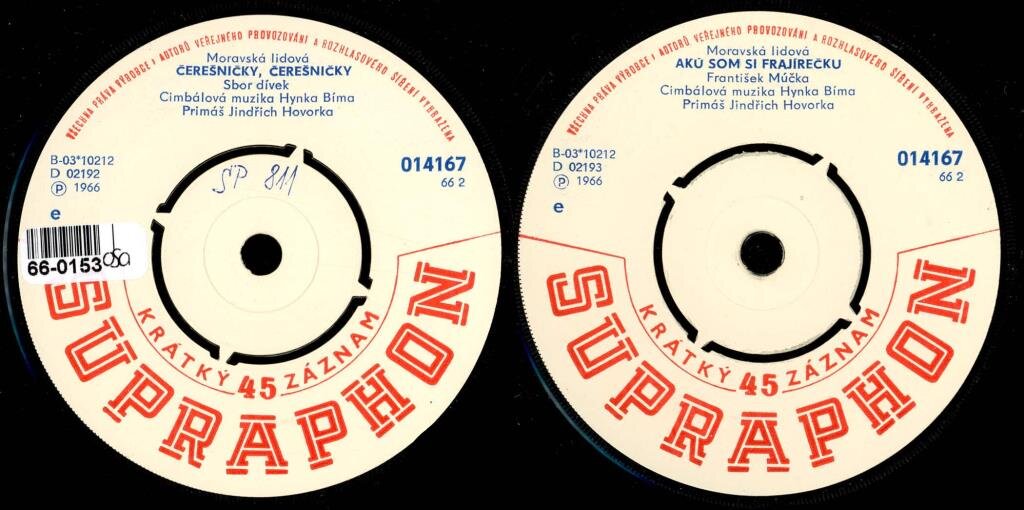 VŠECHNA PRÁVA VÝROBCE I AUTORŮ VEŘEJNÉHO PROVOZOVÁNÍ A ROZHLASOVÉHO ŠÍŘENÍ VYHRAŽENA
Moravská lidová
ČEREŠNIČKY, ČEREŠNIČKY
Sbor dívek
Cimbálová muzika Hynka Bíma
Primáš Jindřich Hovorka
B-03*10212
D 02192
Ⓟ 1966
e
014167
66 2
SP 811
66-0153 OSA
KRÁTKÝ 45 ZÁZNAM
SUPRAPHON
VŠECHNA PRÁVA VÝROBCE I AUTORŮ VEŘEJNÉHO PROVOZOVÁNÍ A ROZHLASOVÉHO ŠÍŘENÍ VYHRAŽENA
Moravská lidová
AKÚ SOM SI FRAJÍREČKU
František Múčka
Cimbálová muzika Hynka Bíma
Primáš Jindřich Hovorka
B-03*10212
D 02193
Ⓟ 1966
e
014167
66 2
KRÁTKÝ 45 ZÁZNAM
SUPRAPHON